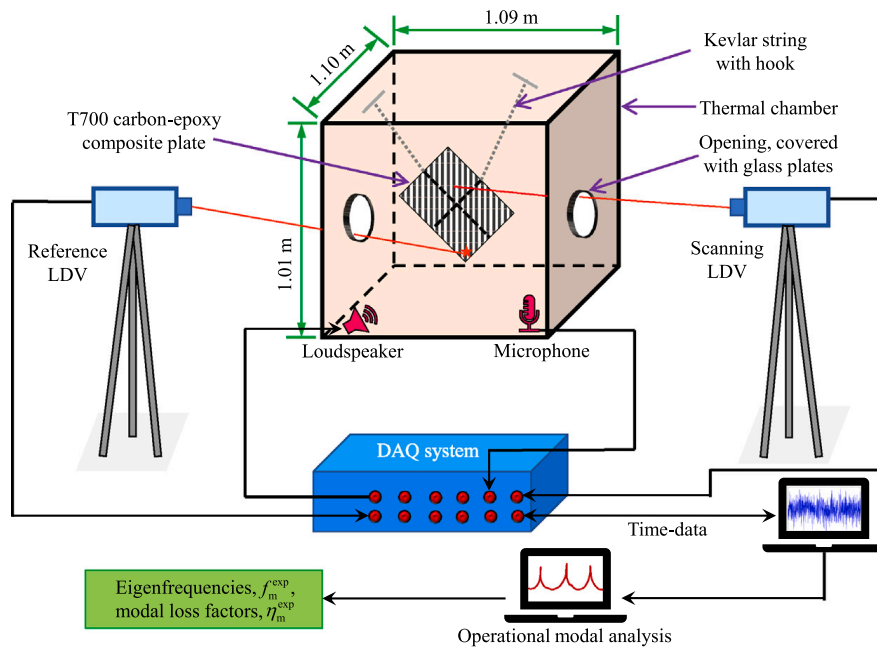 1.09 m
1.10 m
Kevlar string
with hook
T700 carbon-epoxy
composite plate
Thermal chamber
Opening, covered
with glass plates
Reference
LDV
1.01 m
Scanning
LDV
Loudspeaker
Microphone
DAQ system
Time-data
Eigenfrequencies, f_m^exp,
modal loss factors, η_m^exp
Operational modal analysis